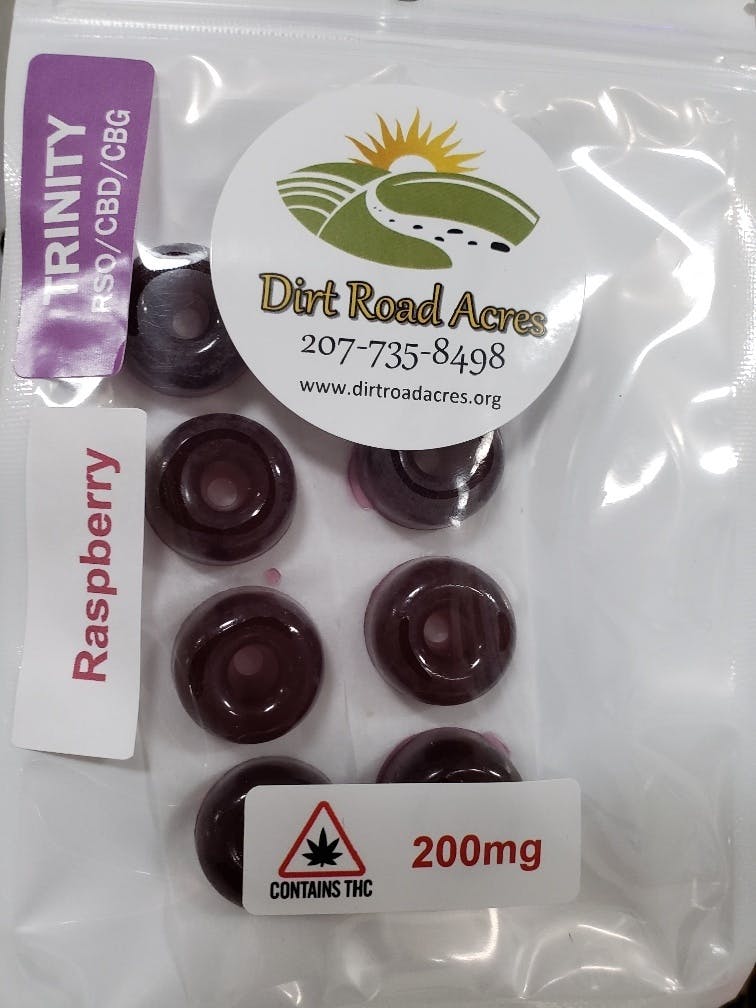 TRINITY
RSO/CBD/CBG
Dirt Road Acres
207-735-8498
www.dirtroadacres.org
Raspberry
CONTAINS THC
200mg